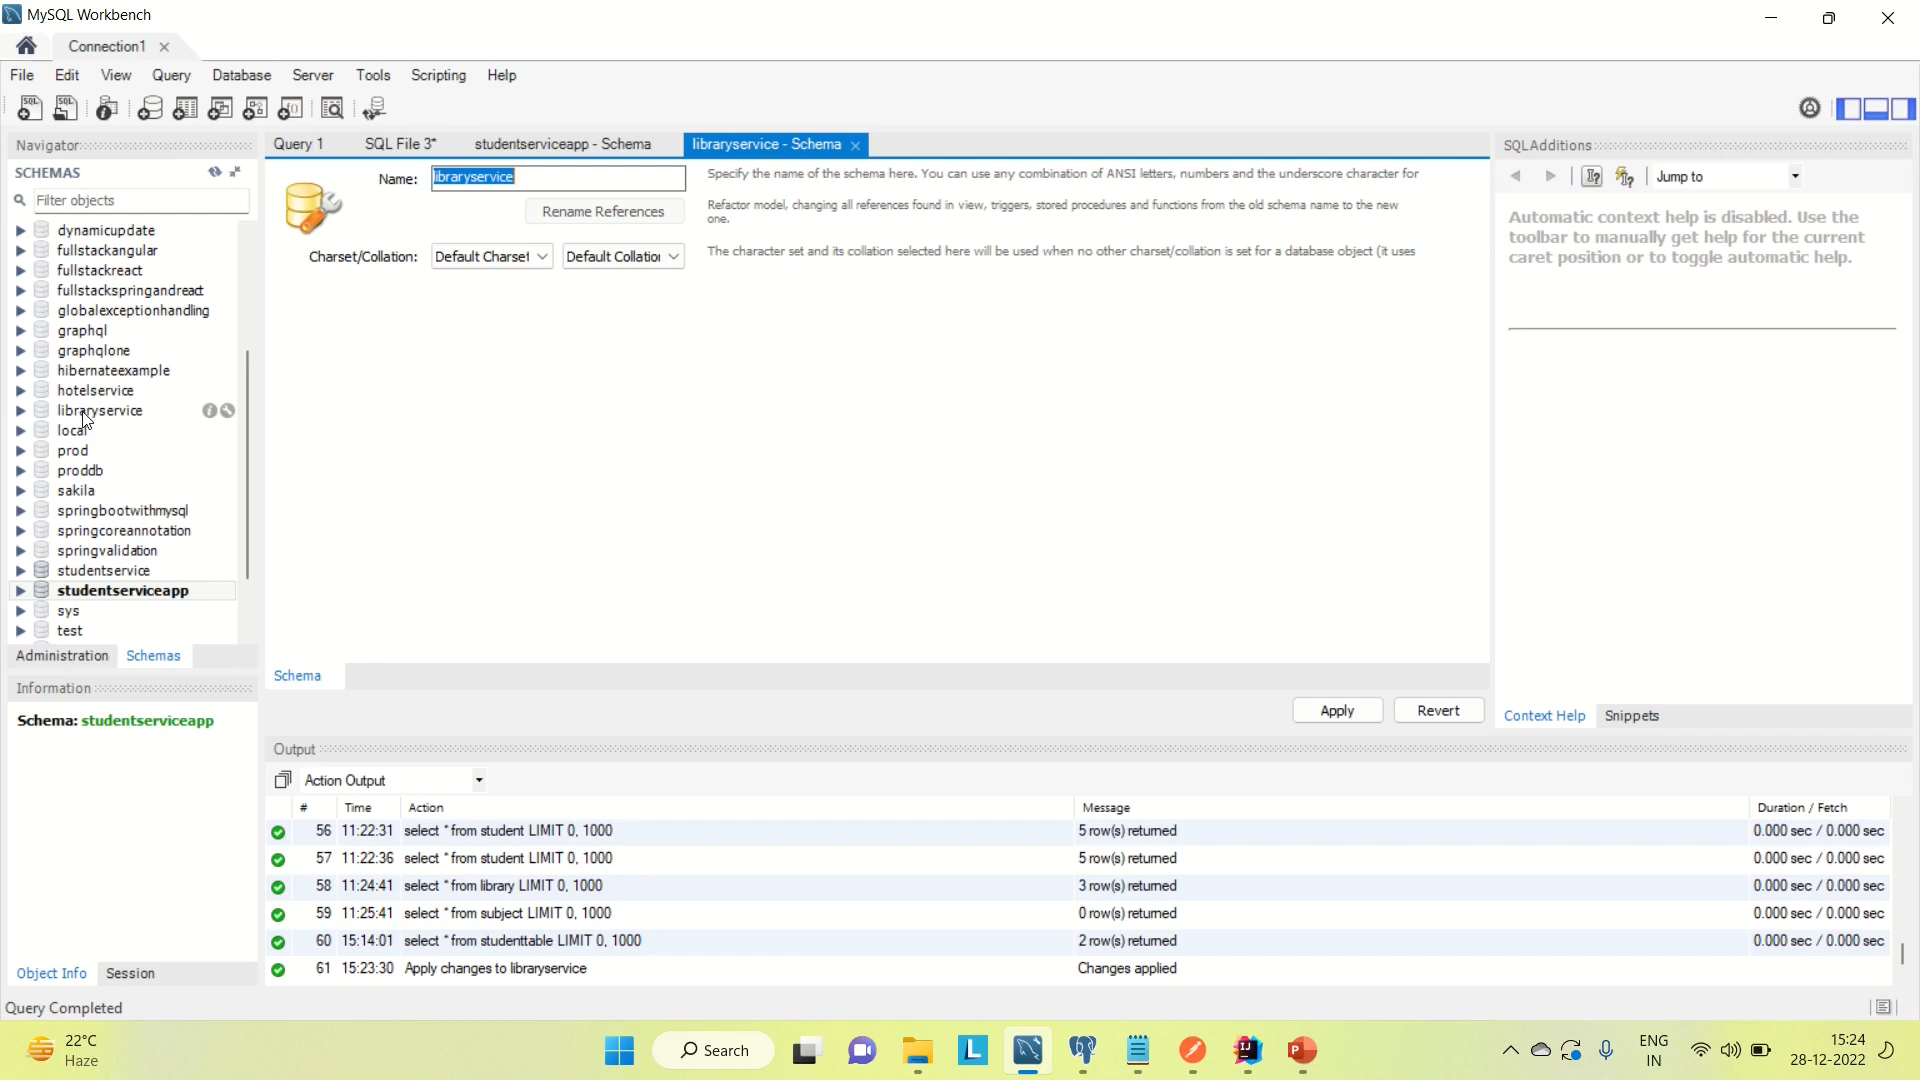 MySQL Workbench
Connection1
File Edit View Query Database Server Tools Scripting Help
Navigator
SCHEMAS
Filter objects
dynamicupdate
fullstackangular
fullstackreact
fullstackspringandreact
globalexceptionhandling
graphql
graphqlone
hibernateexample
hotelservice
libraryservice
local
prod
proddb
sakila
springbootwithmysql
springcoreannotation
springvalidation
studentservice
studentserviceapp
sys
test
Administration Schemas
Information
Schema: studentserviceapp
Object Info Session
Query Completed
Query 1 SQL File 3* studentserviceapp - Schema libraryservice - Schema
Name: libraryservice
Specify the name of the schema here. You can use any combination of ANSI letters, numbers and the underscore character for
Rename References
Refactor model, changing all references found in view, triggers, stored procedures and functions from the old schema name to the new
one.
Charset/Collation: Default Charset Default Collation
The character set and its collation selected here will be used when no other charset/collation is set for a database object (it uses
Schema
Apply Revert
SQLAdditions
Jump to
Automatic context help is disabled. Use the
toolbar to manually get help for the current
caret position or to toggle automatic help.
Context Help Snippets
Output
Action Output
# Time Action Message Duration / Fetch
56 11:22:31 select * from student LIMIT 0, 1000 5 row(s) returned 0.000 sec / 0.000 sec
57 11:22:36 select * from student LIMIT 0, 1000 5 row(s) returned 0.000 sec / 0.000 sec
58 11:24:41 select * from library LIMIT 0, 1000 3 row(s) returned 0.000 sec / 0.000 sec
59 11:25:41 select * from subject LIMIT 0, 1000 0 row(s) returned 0.000 sec / 0.000 sec
60 15:14:01 select * from studenttable LIMIT 0, 1000 2 row(s) returned 0.000 sec / 0.000 sec
61 15:23:30 Apply changes to libraryservice Changes applied
22°C
Haze
Search
ENG
IN
15:24
28-12-2022